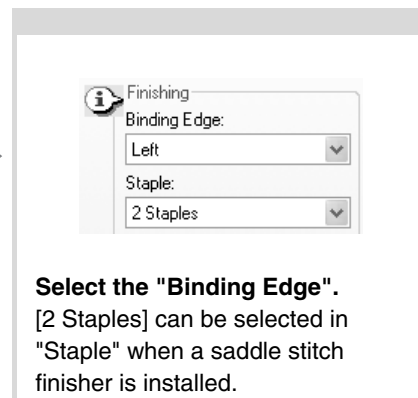 Finishing
Binding Edge:
Left
Staple:
2 Staples
Select the "Binding Edge".
[2 Staples] can be selected in
"Staple" when a saddle stitch
finisher is installed.